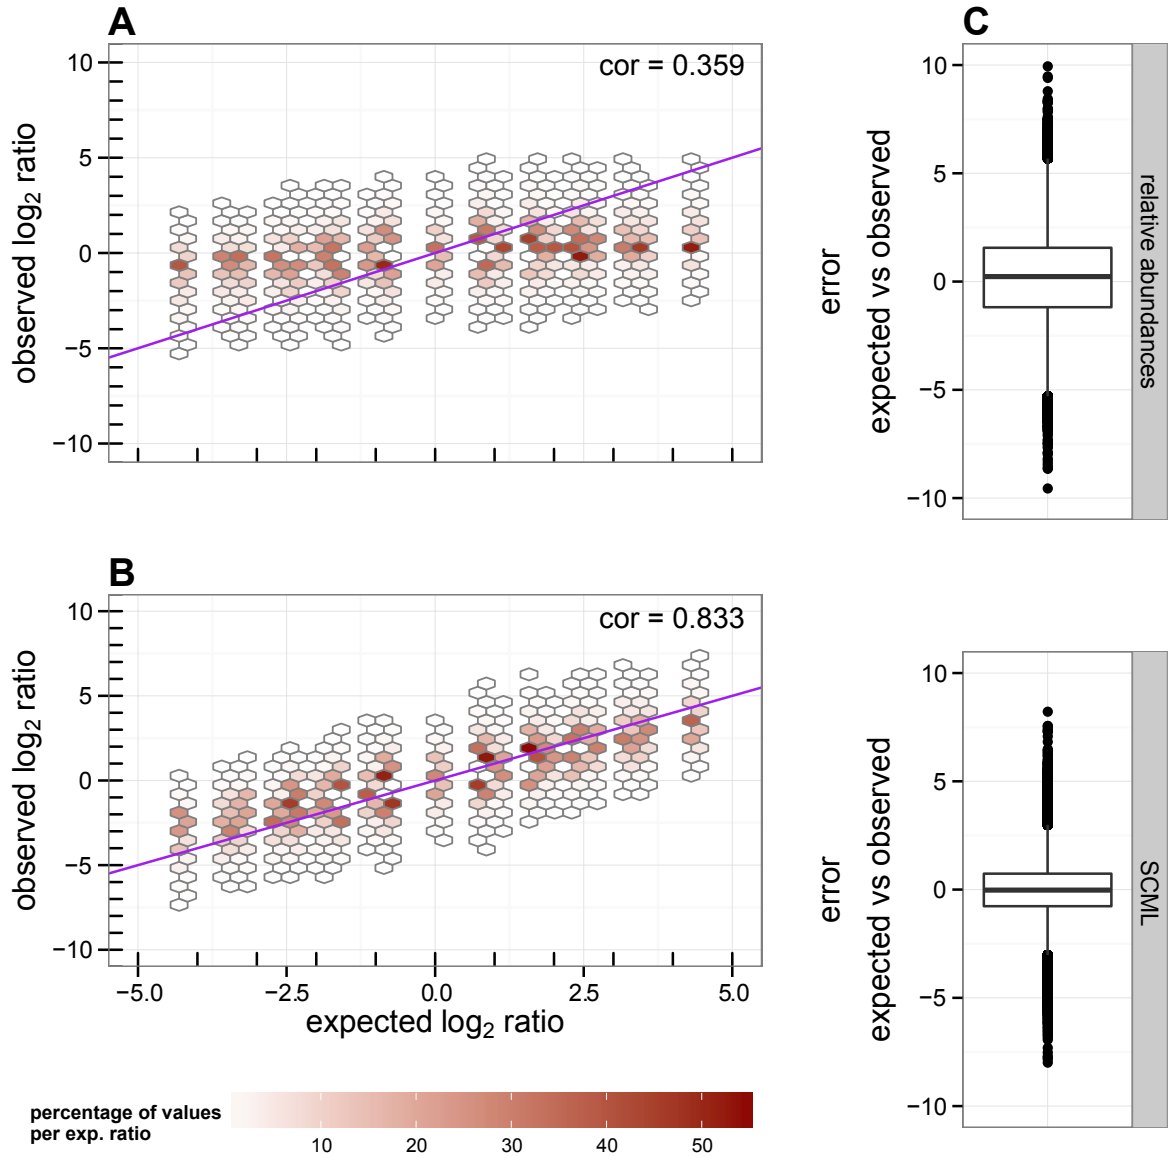 A
cor = 0.359
observed log2 ratio
10
5
0
−5
−10
B
cor = 0.833
observed log2 ratio
10
5
0
−5
−10
−5.0 −2.5 0.0 2.5 5.0
expected log2 ratio
percentage of values
per exp. ratio
10 20 30 40 50
C
error
expected vs observed
10
5
0
−5
−10
relative abundances
error
expected vs observed
10
5
0
−5
−10
SCML